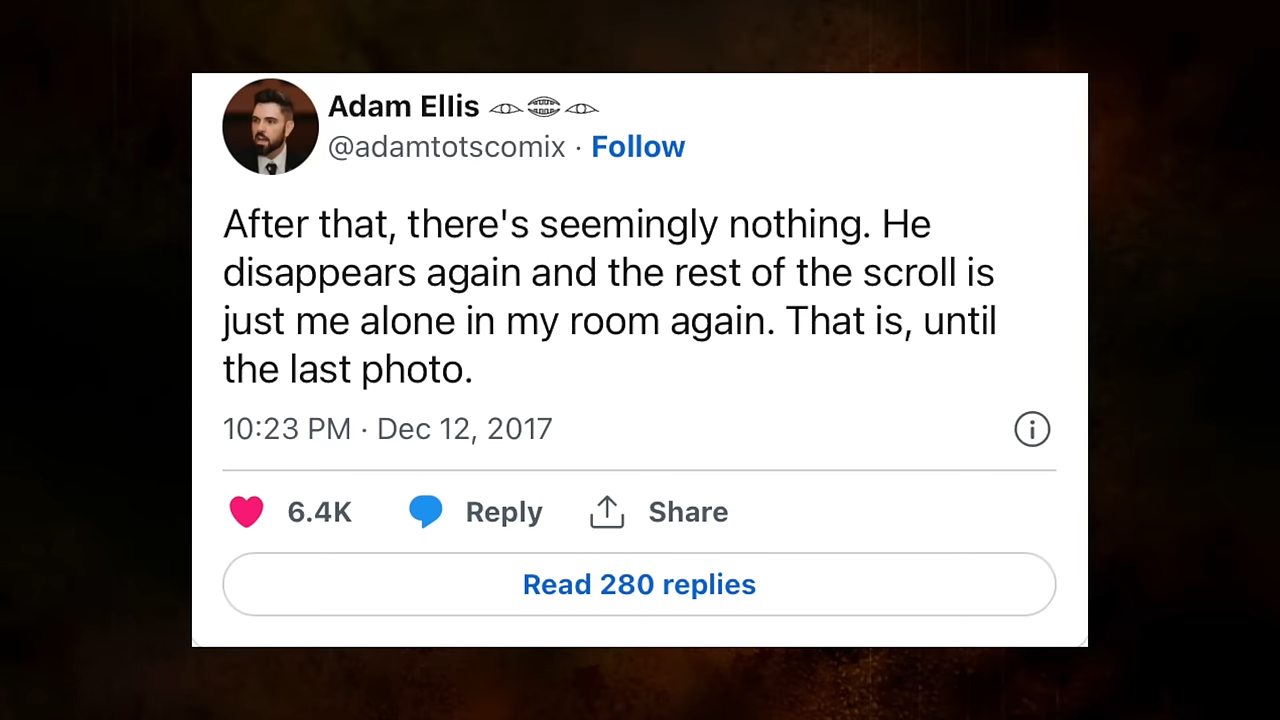 Adam Ellis
@adamtotscomix · Follow
After that, there's seemingly nothing. He
disappears again and the rest of the scroll is
just me alone in my room again. That is, until
the last photo.
10:23 PM · Dec 12, 2017
6.4K Reply Share
Read 280 replies